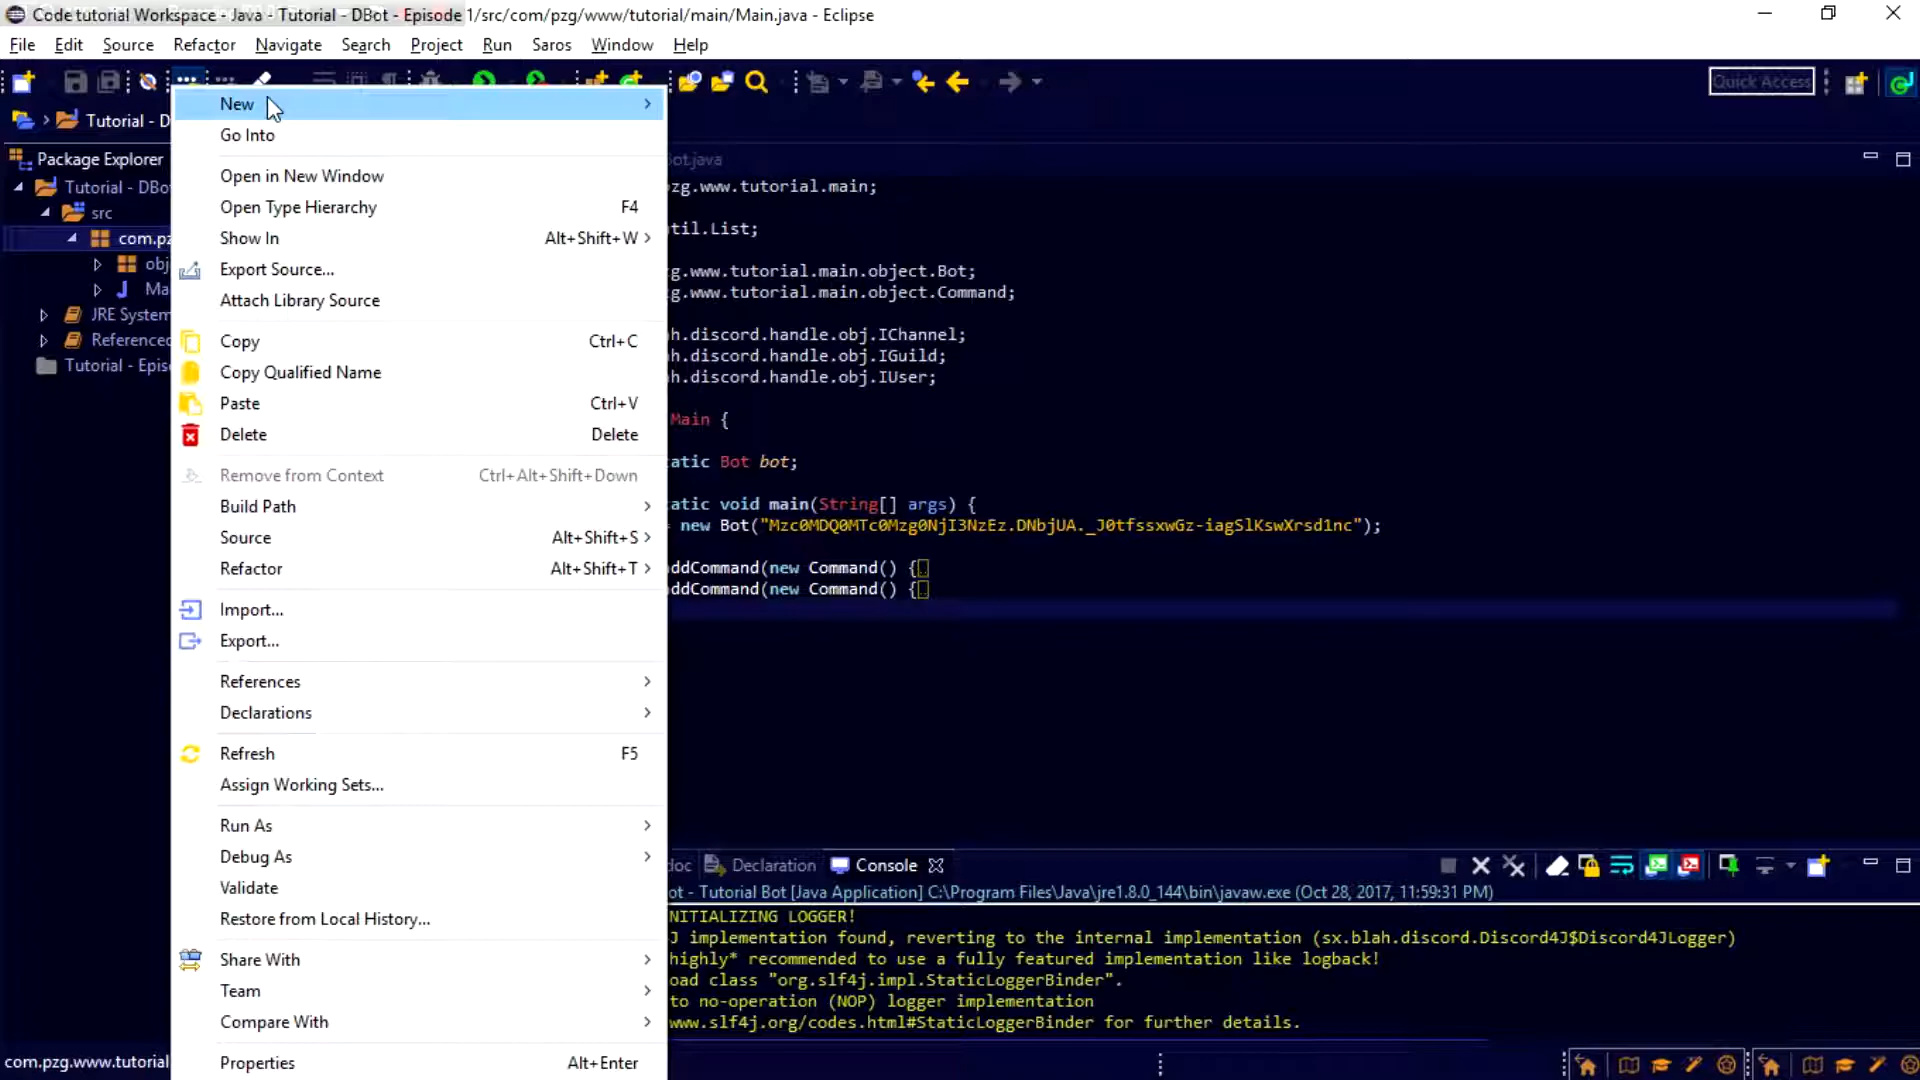 Code tutorial Workspace - Java - Tutorial - DBot - Episode 1/src/com/pzg/www/tutorial/main/Main.java - Eclipse
File Edit Source Refactor Navigate Search Project Run Saros Window Help
Quick Access
Tutorial - D
Package Explorer
Tutorial - DBo
src
com.pz
obj
Ma
JRE System
Referenced
Tutorial - Epis
New
Go Into
Open in New Window
Open Type Hierarchy F4
Show In Alt+Shift+W
Export Source...
Attach Library Source
Copy Ctrl+C
Copy Qualified Name
Paste Ctrl+V
Delete Delete
Remove from Context Ctrl+Alt+Shift+Down
Build Path
Source Alt+Shift+S
Refactor Alt+Shift+T
Import...
Export...
References
Declarations
Refresh F5
Assign Working Sets...
Run As
Debug As
Validate
Restore from Local History...
Share With
Team
Compare With
Properties Alt+Enter
ot.java
zg.www.tutorial.main;
til.List;
g.www.tutorial.main.object.Bot;
g.www.tutorial.main.object.Command;
h.discord.handle.obj.IChannel;
h.discord.handle.obj.IGuild;
h.discord.handle.obj.IUser;
Main {
atic Bot bot;
atic void main(String[] args) {
= new Bot("Mzc0MDQ0MTc0Mzg0NjI3NzEz.DNbjUA._J0tfssxwGz-iagSlKswXrsd1nc");
ddCommand(new Command() {
ddCommand(new Command() {
doc Declaration Console
ot - Tutorial Bot [Java Application] C:\Program Files\Java\jre1.8.0_144\bin\javaw.exe (Oct 28, 2017, 11:59:31 PM)
NITIALIZING LOGGER!
J implementation found, reverting to the internal implementation (sx.blah.discord.Discord4J$Discord4JLogger)
highly* recommended to use a fully featured implementation like logback!
oad class "org.slf4j.impl.StaticLoggerBinder".
to no-operation (NOP) logger implementation
www.slf4j.org/codes.html#StaticLoggerBinder for further details.
com.pzg.www.tutorial